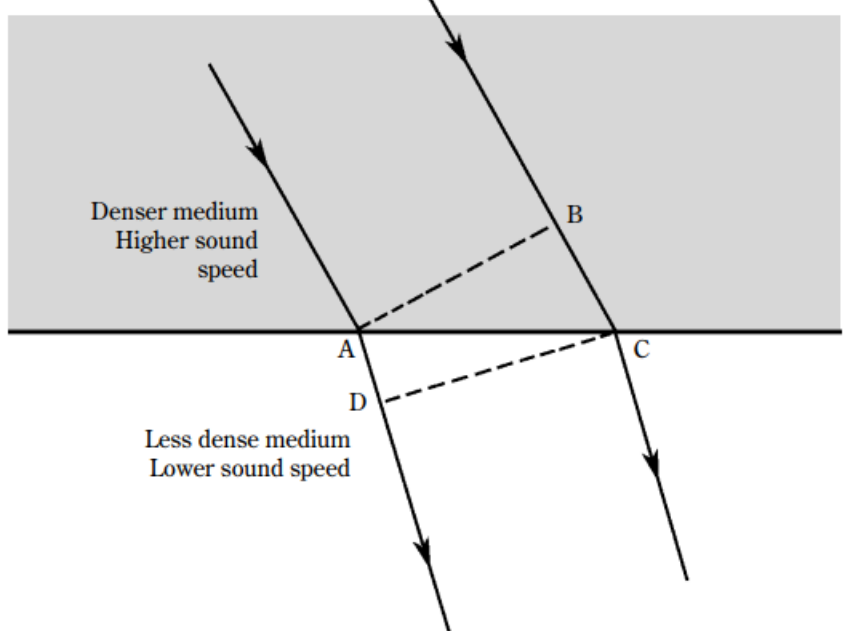 B
Denser medium
Higher sound
speed
A
C
D
Less dense medium
Lower sound speed